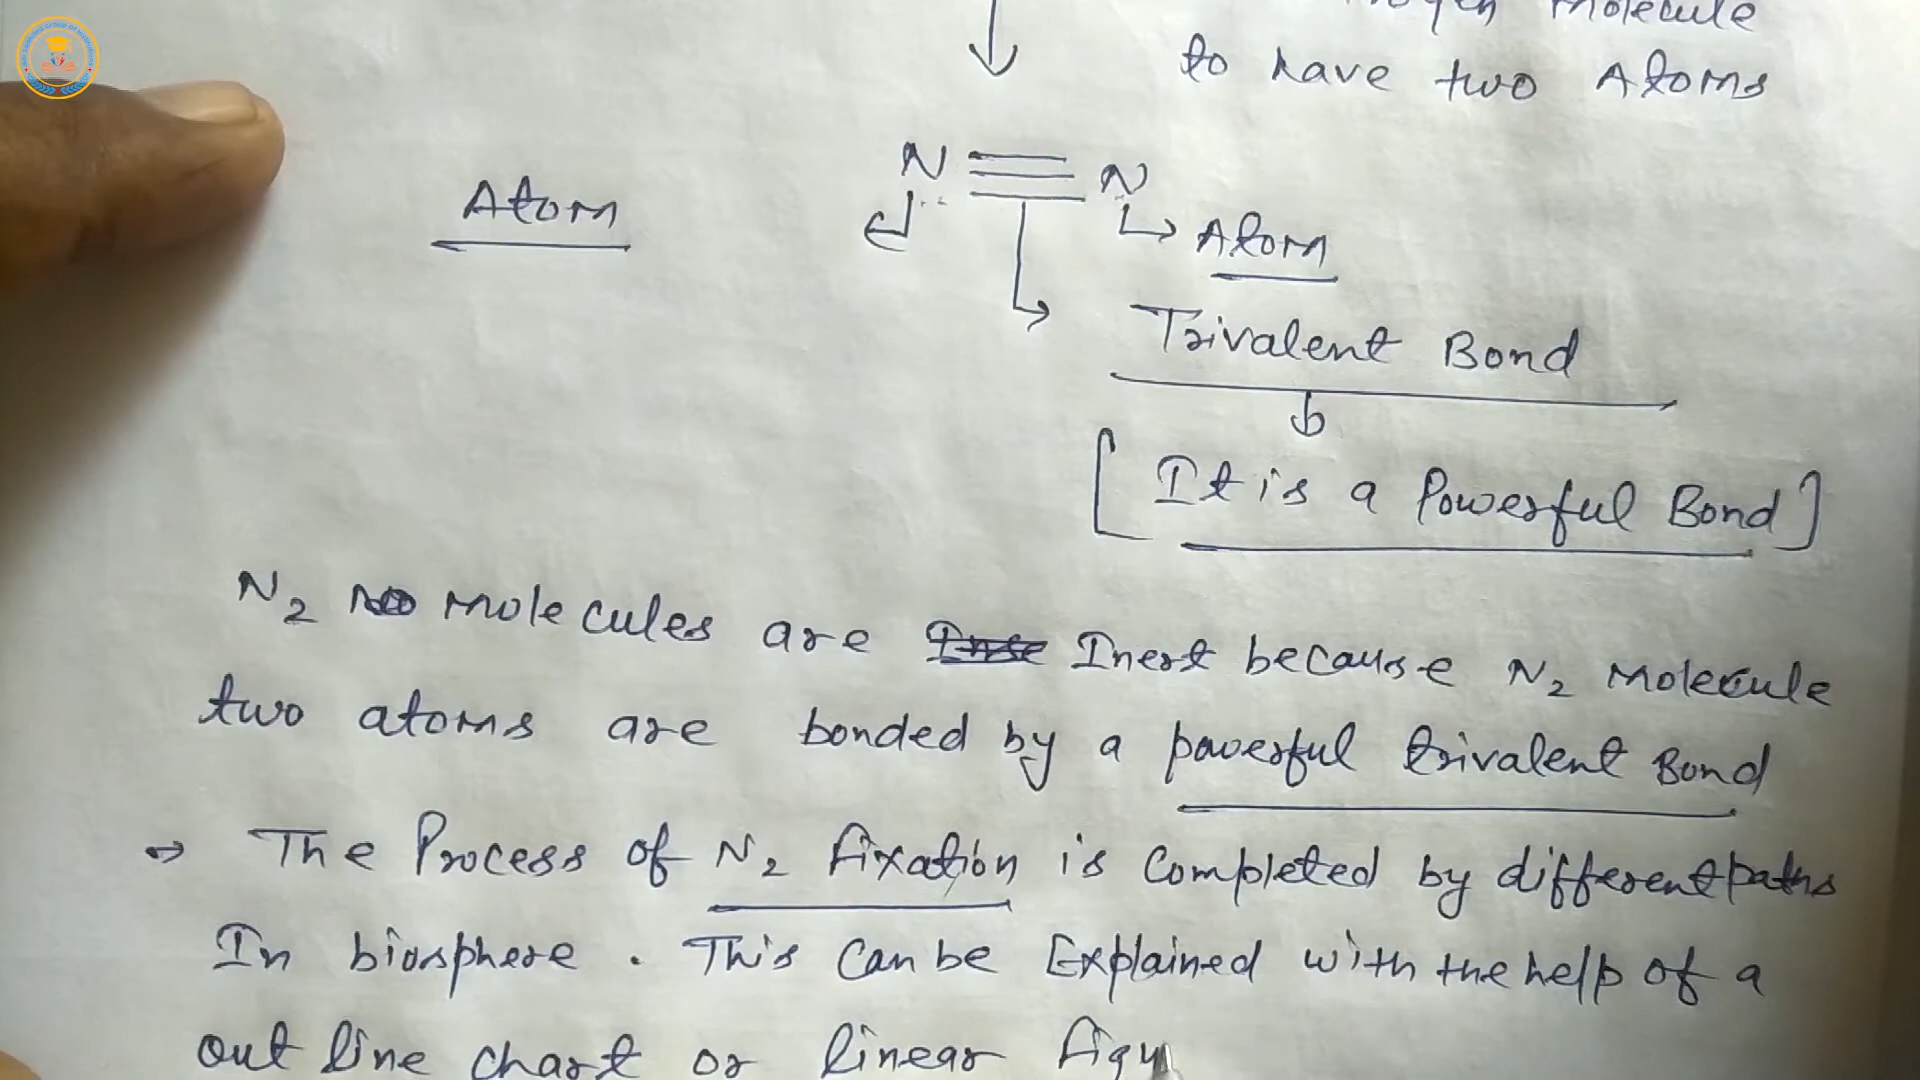 molecule
to have two Atoms
N ≡ N
Atom
Atom
Trivalent Bond
[It is a Powerful Bond]
N2 molecules are Inert because N2 Molecule
two atoms are bonded by a powerful trivalent Bond
→ The Process of N2 fixation is completed by different paths
In biosphere. This can be Explained with the help of a
out line chart or linear figu